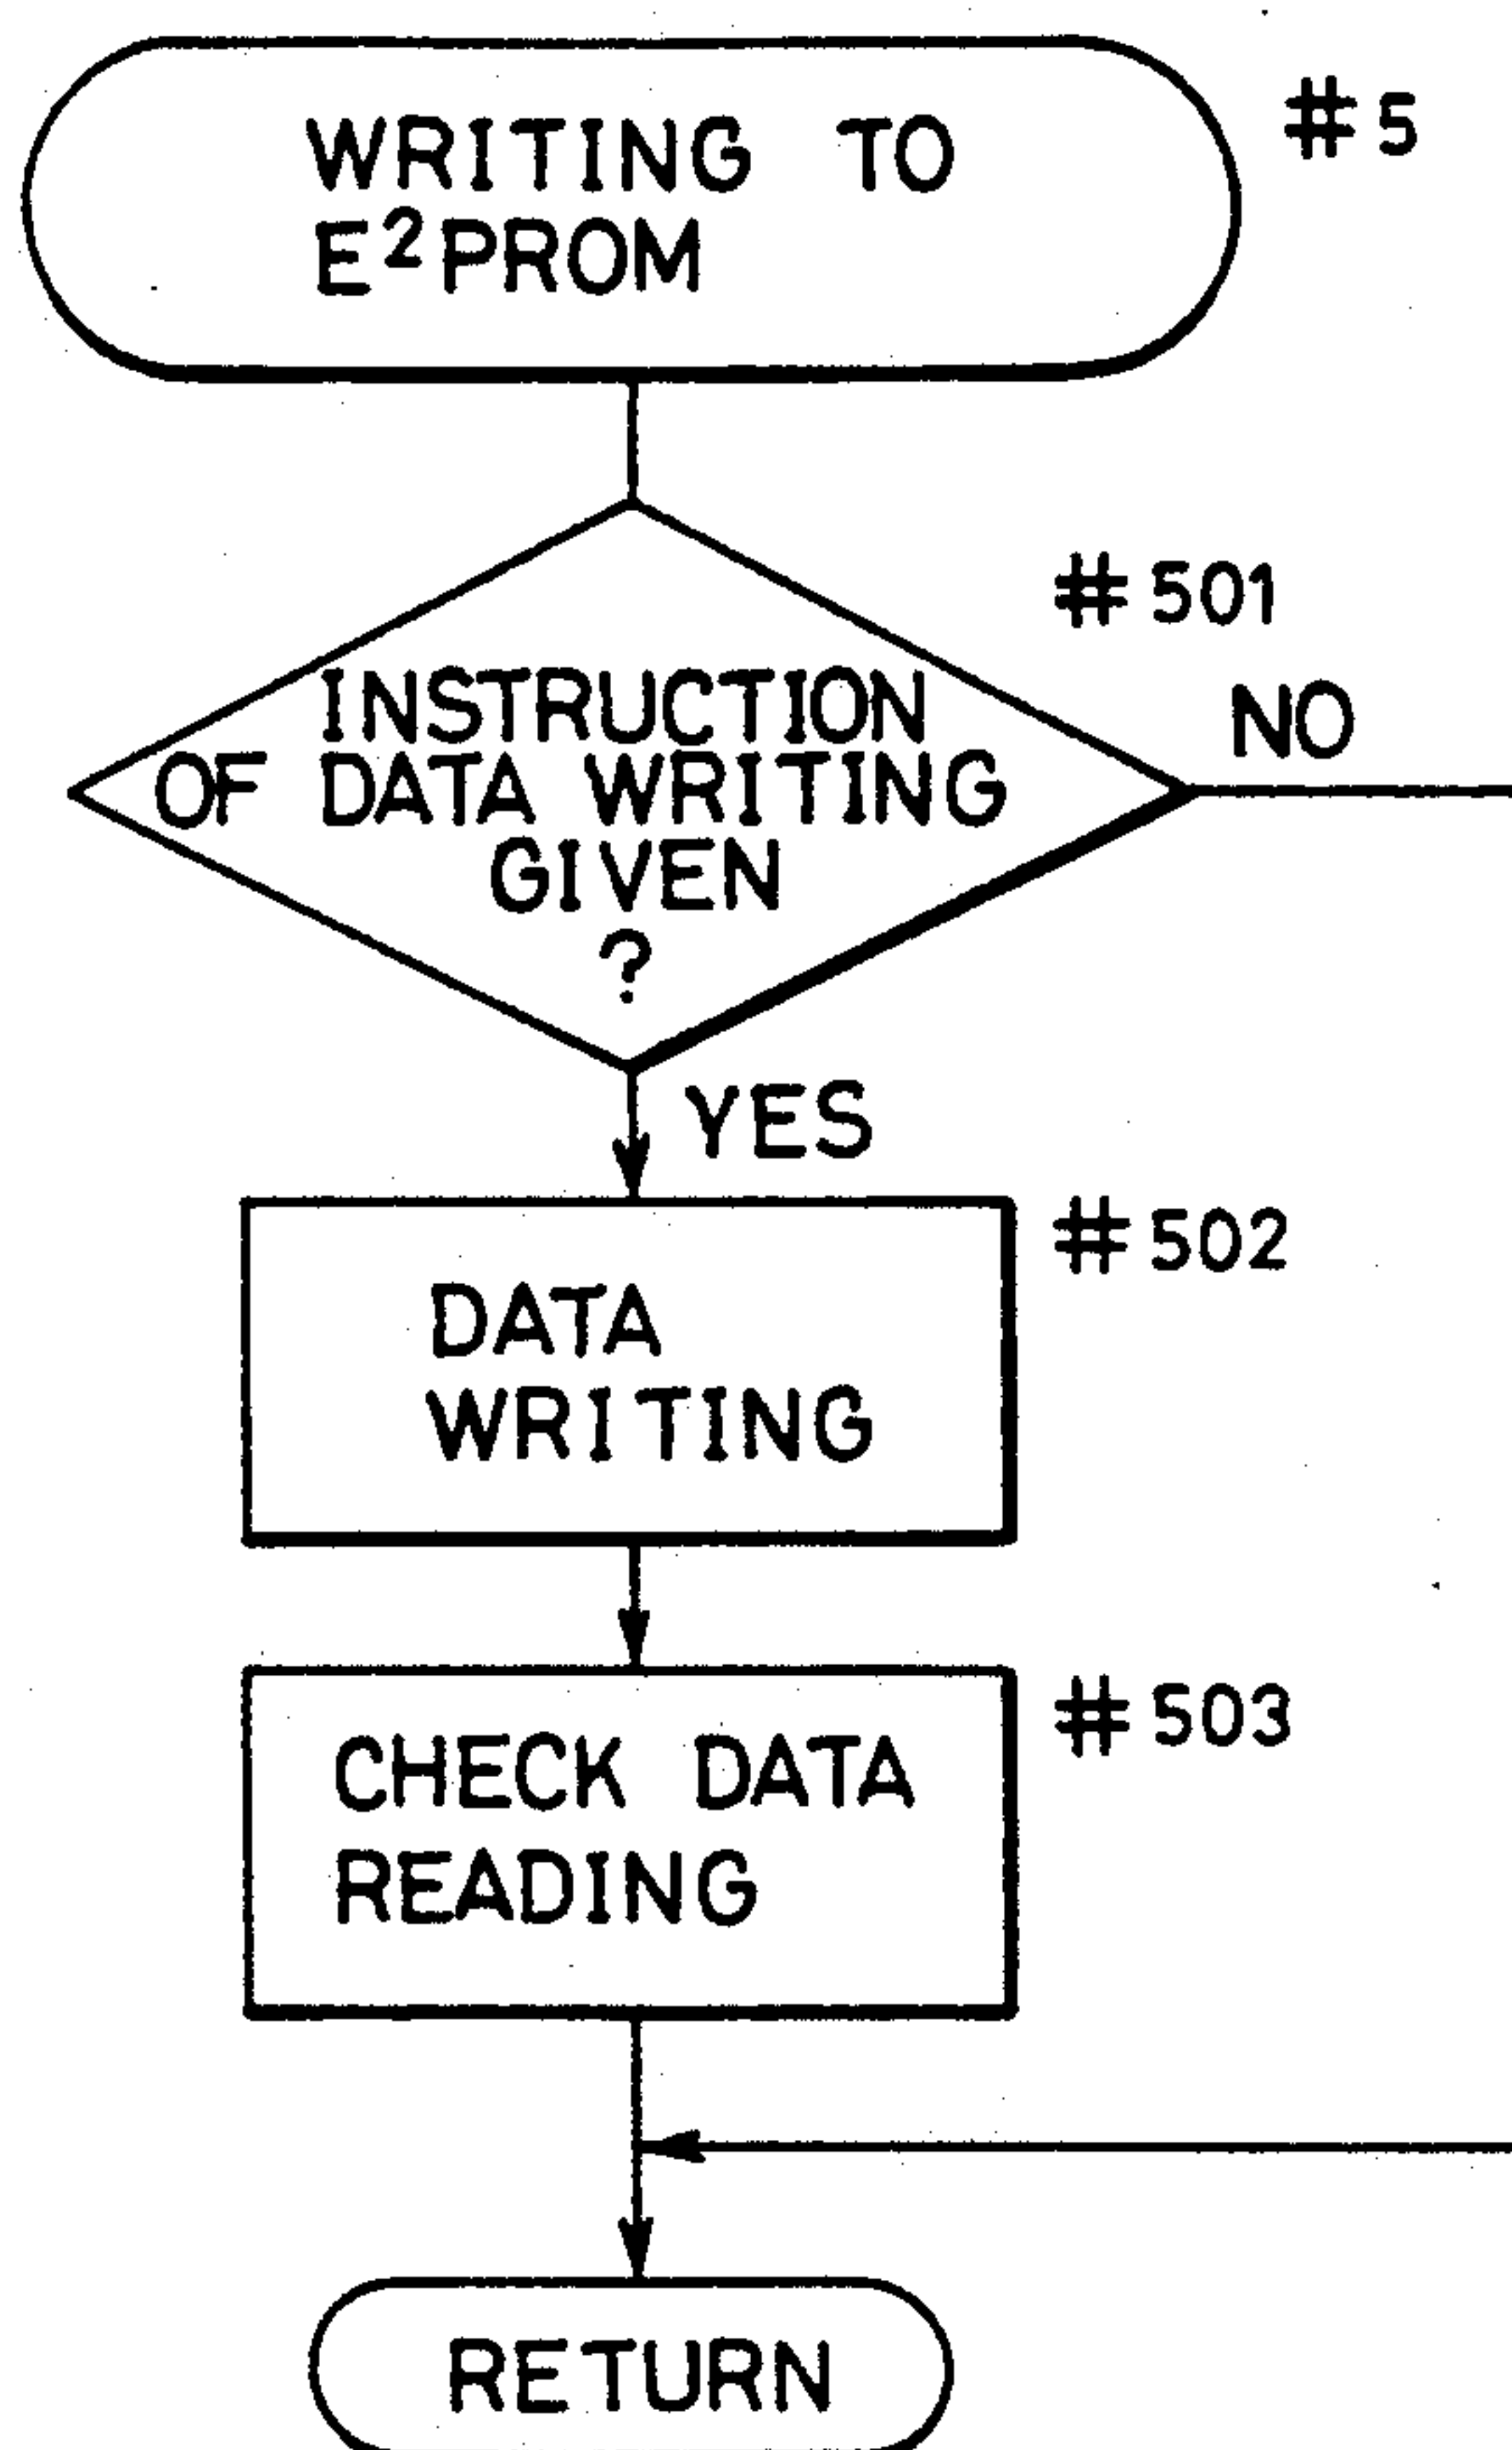 WRITING TO
E²PROM
#5
#501
INSTRUCTION
OF DATA WRITING
GIVEN
?
NO
YES
#502
DATA
WRITING
#503
CHECK DATA
READING
RETURN